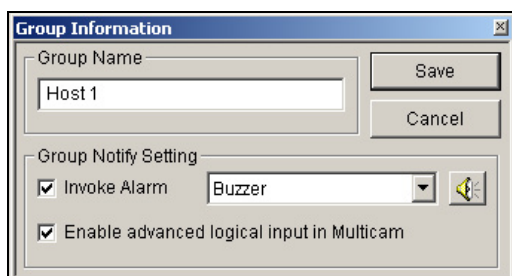 Group Information
Group Name
Host 1
Save
Cancel
Group Notify Setting
Invoke Alarm
Buzzer
Enable advanced logical input in Multicam